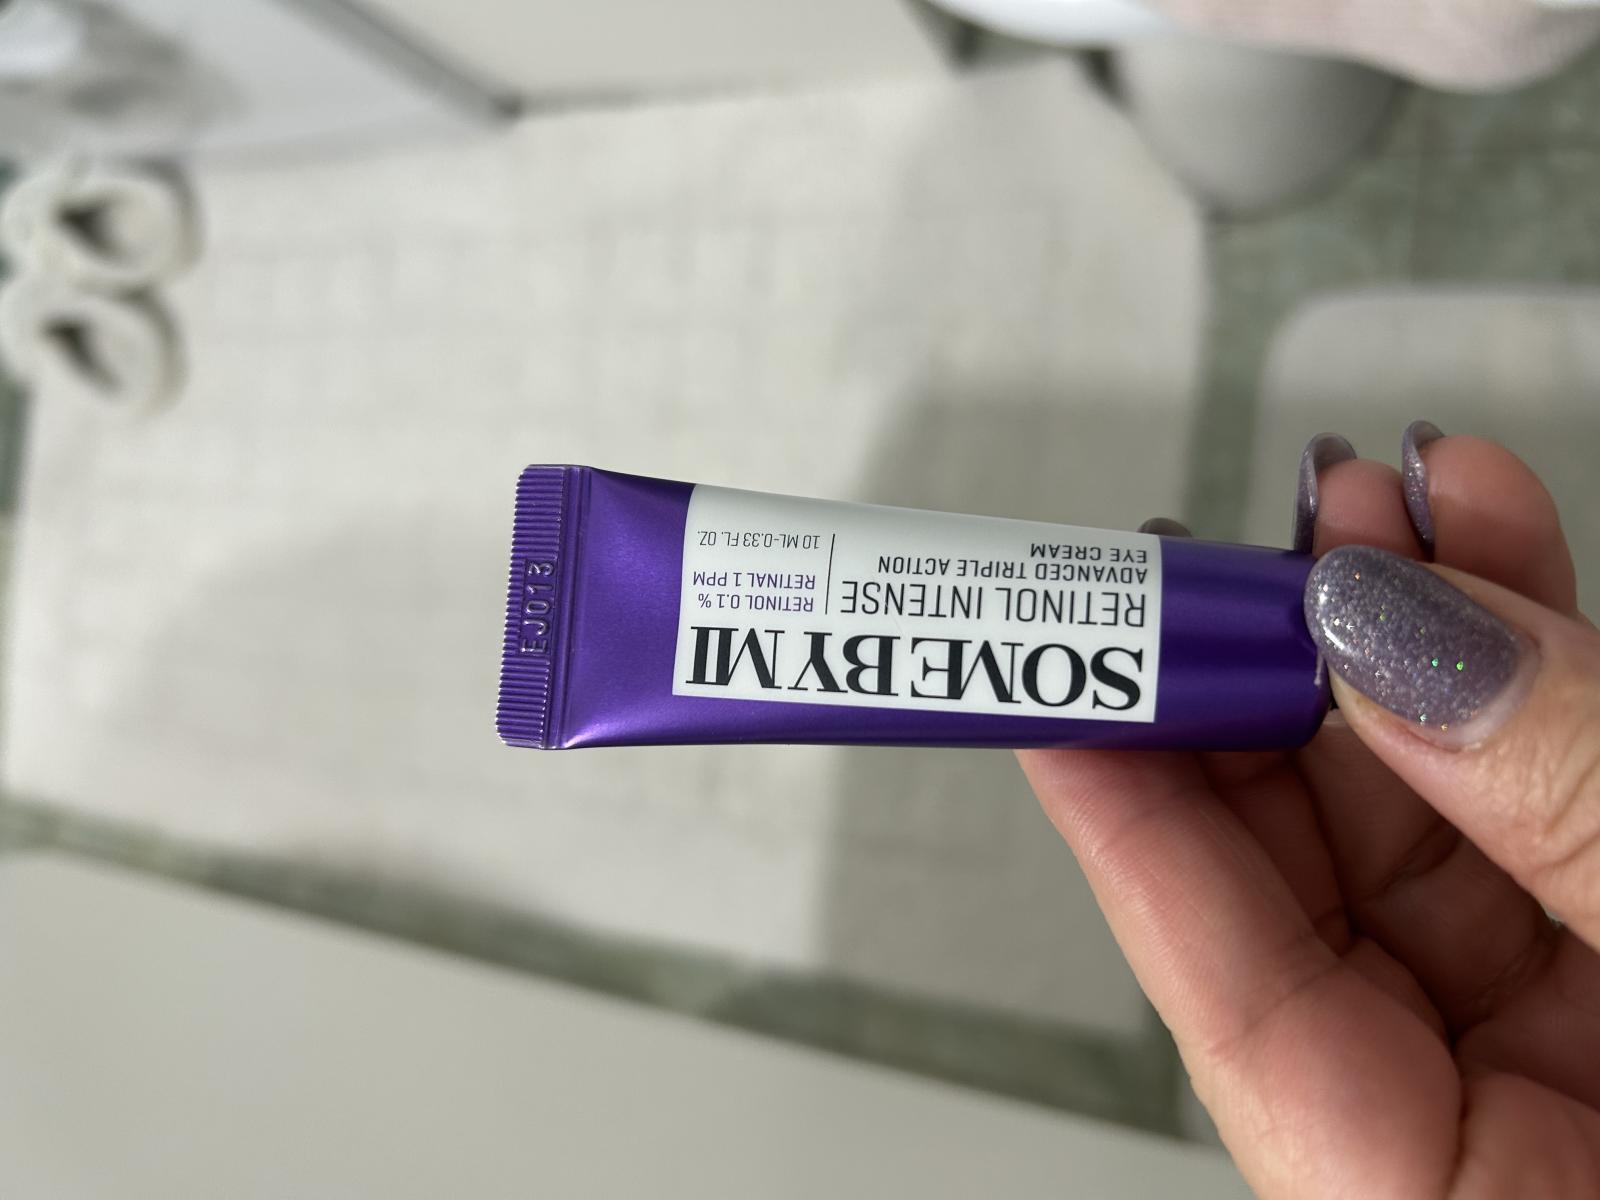 SOME BY MI
RETINOL INTENSE
ADVANCED TRIPLE ACTION
EYE CREAM
RETINOL 0.1 %
RETINAL 1 PPM
10 ML-0.33 FL. OZ.
EJ013